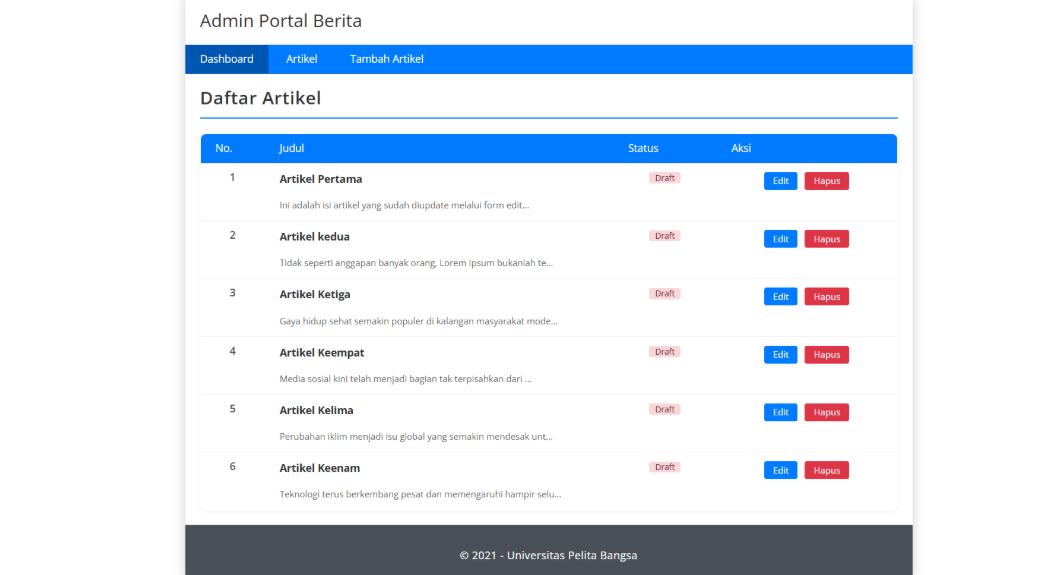 Admin Portal Berita
Dashboard Artikel Tambah Artikel
Daftar Artikel
No. Judul Status Aksi
1 Artikel Pertama Draft Edit Hapus
Ini adalah isi artikel yang sudah diupdate melalui form edit...
2 Artikel kedua Draft Edit Hapus
Tidak seperti anggapan banyak orang, Lorem Ipsum bukanlah te...
3 Artikel Ketiga Draft Edit Hapus
Gaya hidup sehat semakin populer di kalangan masyarakat mode...
4 Artikel Keempat Draft Edit Hapus
Media sosial kini telah menjadi bagian tak terpisahkan dari ...
5 Artikel Kelima Draft Edit Hapus
Perubahan iklim menjadi isu global yang semakin mendesak unt...
6 Artikel Keenam Draft Edit Hapus
Teknologi terus berkembang pesat dan memengaruhi hampir selu...
© 2021 - Universitas Pelita Bangsa